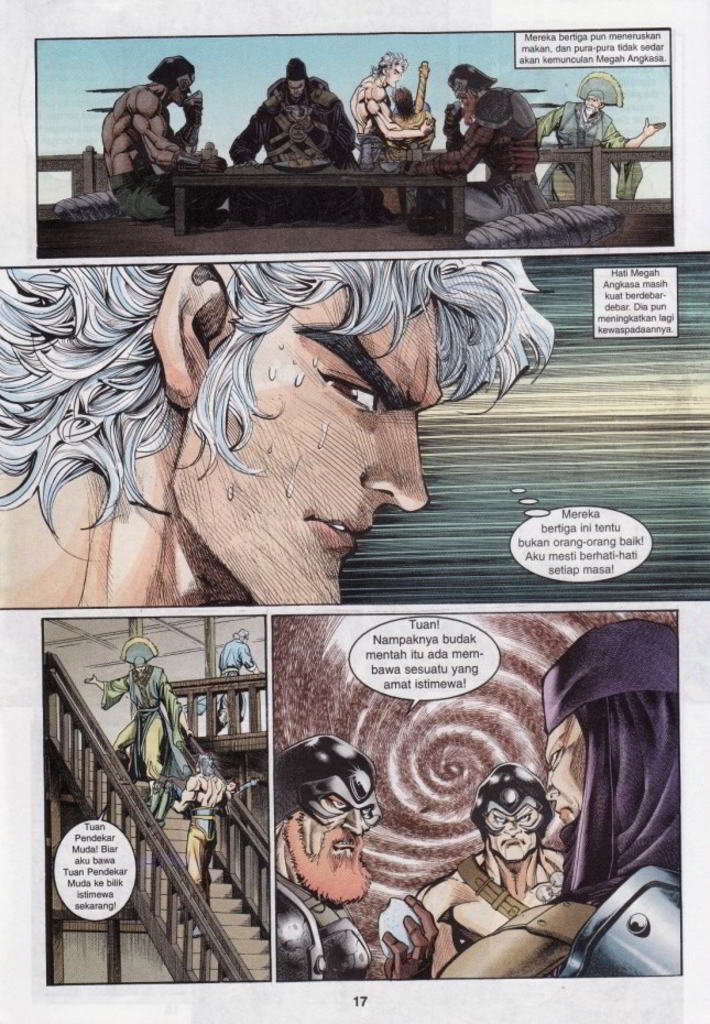 Mereka bertiga pun meneruskan
makan, dan pura-pura tidak sedar
akan kemunculan Megah Angkasa.
Hati Megah
Angkasa masih
kuat berdebar-
debar. Dia pun
meningkatkan lagi
kewaspadaannya.
Mereka
bertiga ini tentu
bukan orang-orang baik!
Aku mesti berhati-hati
setiap masa!
Tuan
Pendekar
Muda! Biar
aku bawa
Tuan Pendekar
Muda ke bilik
istimewa
sekarang!
Tuan!
Nampaknya budak
mentah itu ada mem-
bawa sesuatu yang
amat istimewa!
17